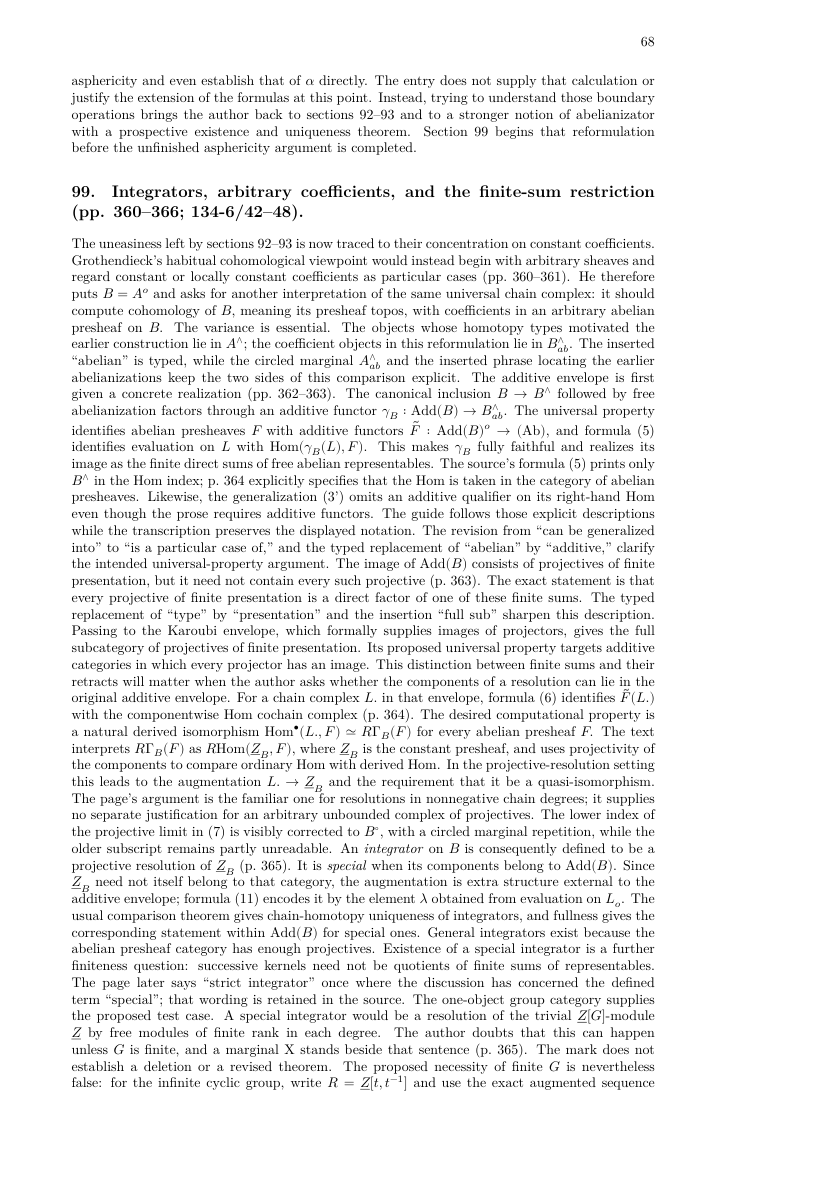 68
asphericity and even establish that of α directly. The entry does not supply that calculation or
justify the extension of the formulas at this point. Instead, trying to understand those boundary
operations brings the author back to sections 92–93 and to a stronger notion of abelianizator
with a prospective existence and uniqueness theorem. Section 99 begins that reformulation
before the unfinished asphericity argument is completed.
99. Integrators, arbitrary coefficients, and the finite-sum restriction
(pp. 360–366; 134-6/42–48).
The uneasiness left by sections 92–93 is now traced to their concentration on constant coefficients.
Grothendieck's habitual cohomological viewpoint would instead begin with arbitrary sheaves and
regard constant or locally constant coefficients as particular cases (pp. 360–361). He therefore
puts B = Aᵒ and asks for another interpretation of the same universal chain complex: it should
compute cohomology of B, meaning its presheaf topos, with coefficients in an arbitrary abelian
presheaf on B. The variance is essential. The objects whose homotopy types motivated the
earlier construction lie in A^∧; the coefficient objects in this reformulation lie in B^∧_ab. The inserted
“abelian” is typed, while the circled marginal A^∧_ab and the inserted phrase locating the earlier
abelianizations keep the two sides of this comparison explicit. The additive envelope is first
given a concrete realization (pp. 362–363). The canonical inclusion B → B^∧ followed by free
abelianization factors through an additive functor γ_B : Add(B) → B^∧_ab. The universal property
identifies abelian presheaves F with additive functors F̃ : Add(B)ᵒ → (Ab), and formula (5)
identifies evaluation on L with Hom(γ_B(L), F). This makes γ_B fully faithful and realizes its
image as the finite direct sums of free abelian representables. The source's formula (5) prints only
B^∧ in the Hom index; p. 364 explicitly specifies that the Hom is taken in the category of abelian
presheaves. Likewise, the generalization (3') omits an additive qualifier on its right-hand Hom
even though the prose requires additive functors. The guide follows those explicit descriptions
while the transcription preserves the displayed notation. The revision from “can be generalized
into” to “is a particular case of,” and the typed replacement of “abelian” by “additive,” clarify
the intended universal-property argument. The image of Add(B) consists of projectives of finite
presentation, but it need not contain every such projective (p. 363). The exact statement is that
every projective of finite presentation is a direct factor of one of these finite sums. The typed
replacement of “type” by “presentation” and the insertion “full sub” sharpen this description.
Passing to the Karoubi envelope, which formally supplies images of projectors, gives the full
subcategory of projectives of finite presentation. Its proposed universal property targets additive
categories in which every projector has an image. This distinction between finite sums and their
retracts will matter when the author asks whether the components of a resolution can lie in the
original additive envelope. For a chain complex L. in that envelope, formula (6) identifies F̃(L.)
with the componentwise Hom cochain complex (p. 364). The desired computational property is
a natural derived isomorphism Hom^•(L., F) ≃ RΓ_B(F) for every abelian presheaf F. The text
interprets RΓ_B(F) as RHom(Z_B, F), where Z_B is the constant presheaf, and uses projectivity of
the components to compare ordinary Hom with derived Hom. In the projective-resolution setting
this leads to the augmentation L. → Z_B and the requirement that it be a quasi-isomorphism.
The page's argument is the familiar one for resolutions in nonnegative chain degrees; it supplies
no separate justification for an arbitrary unbounded complex of projectives. The lower index of
the projective limit in (7) is visibly corrected to B°, with a circled marginal repetition, while the
older subscript remains partly unreadable. An integrator on B is consequently defined to be a
projective resolution of Z_B (p. 365). It is special when its components belong to Add(B). Since
Z_B need not itself belong to that category, the augmentation is extra structure external to the
additive envelope; formula (11) encodes it by the element λ obtained from evaluation on L_o. The
usual comparison theorem gives chain-homotopy uniqueness of integrators, and fullness gives the
corresponding statement within Add(B) for special ones. General integrators exist because the
abelian presheaf category has enough projectives. Existence of a special integrator is a further
finiteness question: successive kernels need not be quotients of finite sums of representables.
The page later says “strict integrator” once where the discussion has concerned the defined
term “special”; that wording is retained in the source. The one-object group category supplies
the proposed test case. A special integrator would be a resolution of the trivial Z[G]-module
Z by free modules of finite rank in each degree. The author doubts that this can happen
unless G is finite, and a marginal X stands beside that sentence (p. 365). The mark does not
establish a deletion or a revised theorem. The proposed necessity of finite G is nevertheless
false: for the infinite cyclic group, write R = Z[t, t⁻¹] and use the exact augmented sequence